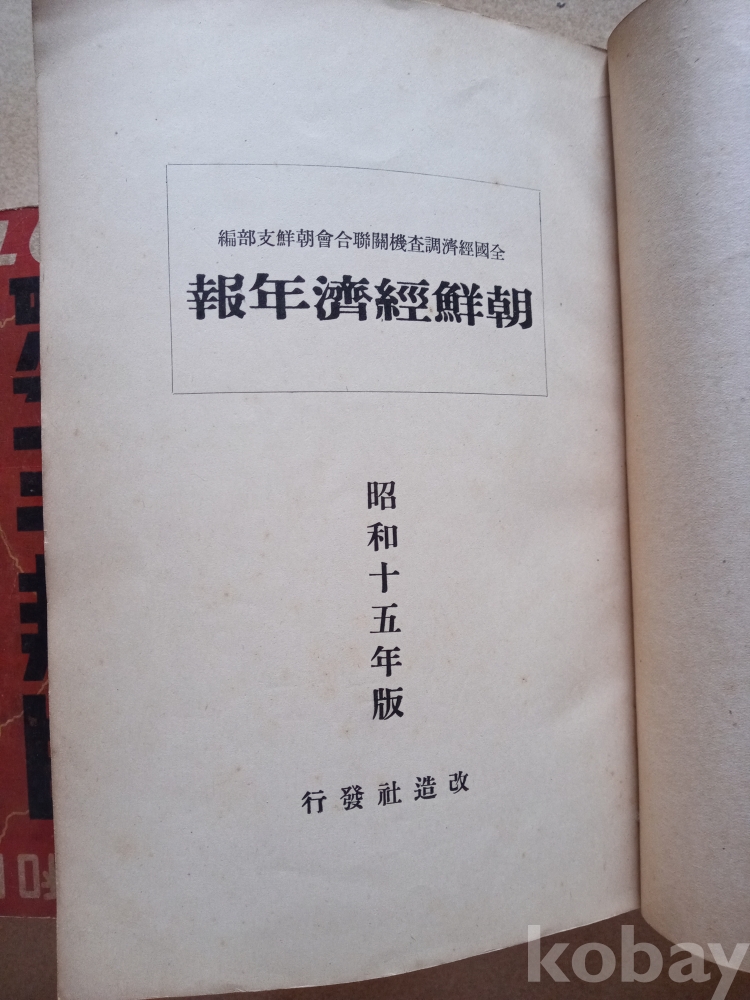 全國經濟調査機關聯合會朝鮮支部編
朝鮮經濟年報
昭和十五年版
改造社發行
kobay